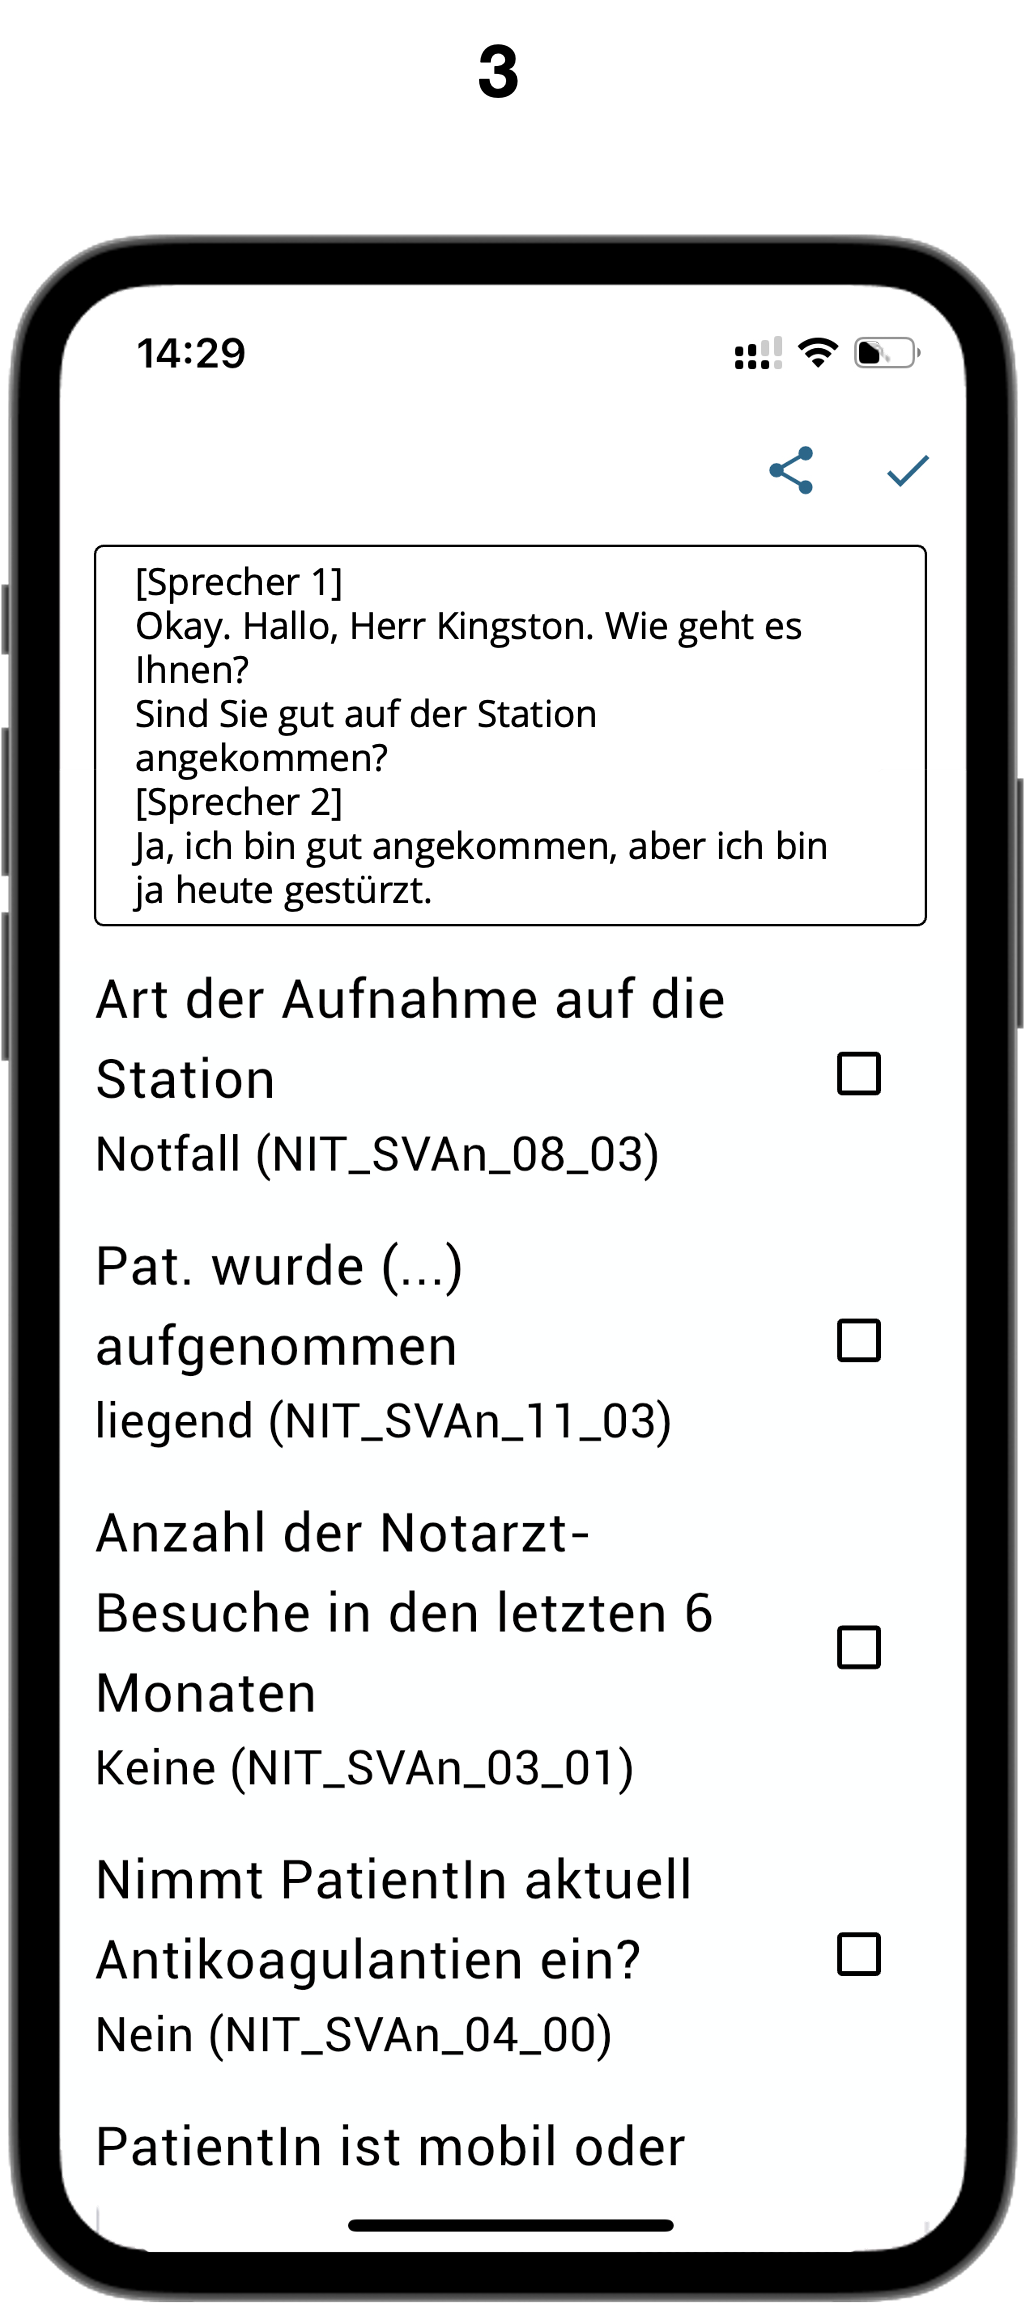 3
14:29
[Sprecher 1]
Okay. Hallo, Herr Kingston. Wie geht es
Ihnen?
Sind Sie gut auf der Station
angekommen?
[Sprecher 2]
Ja, ich bin gut angekommen, aber ich bin
ja heute gestürzt.
Art der Aufnahme auf die
Station
Notfall (NIT_SVAn_08_03)
Pat. wurde (...)
aufgenommen
liegend (NIT_SVAn_11_03)
Anzahl der Notarzt-
Besuche in den letzten 6
Monaten
Keine (NIT_SVAn_03_01)
Nimmt PatientIn aktuell
Antikoagulantien ein?
Nein (NIT_SVAn_04_00)
PatientIn ist mobil oder